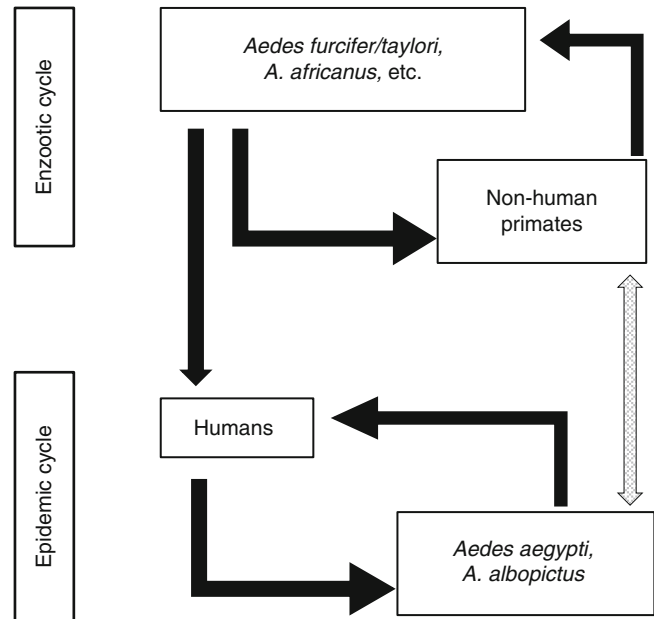 Enzootic cycle
Aedes furcifer/taylori,
A. africanus, etc.
Non-human
primates
Epidemic cycle
Humans
Aedes aegypti,
A. albopictus